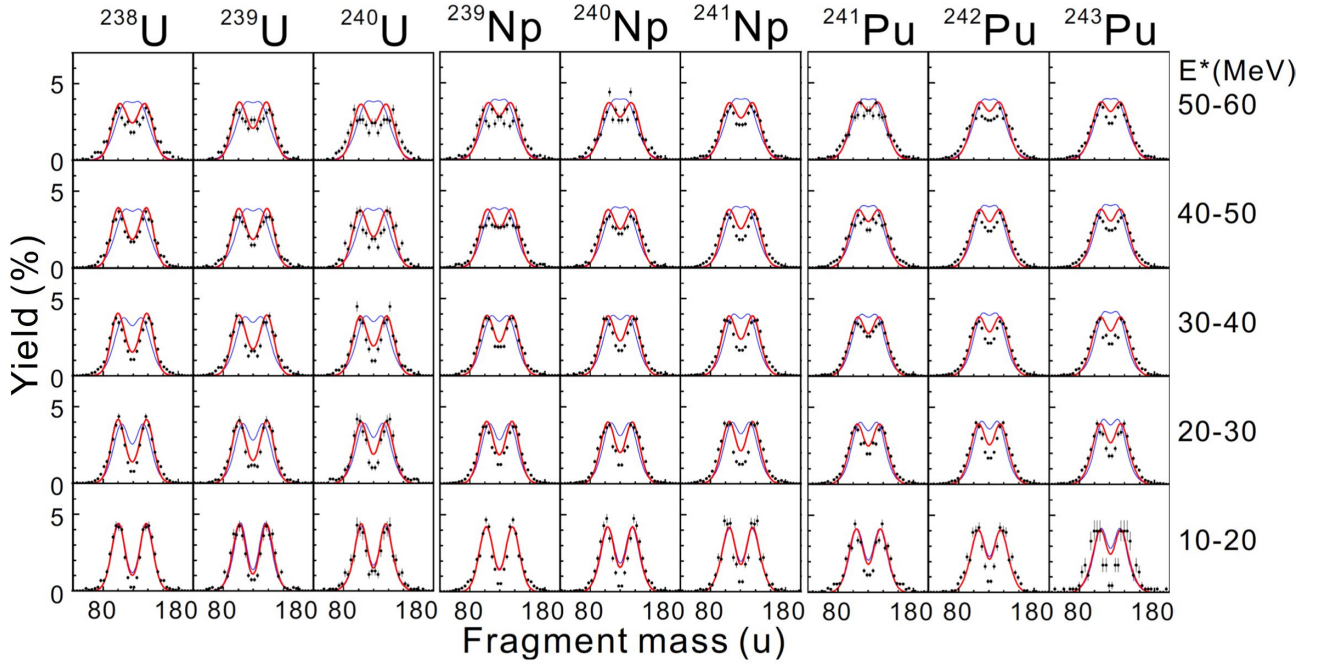 ²³⁸U ²³⁹U ²⁴⁰U ²³⁹Np ²⁴⁰Np ²⁴¹Np ²⁴¹Pu ²⁴²Pu ²⁴³Pu
E*(MeV)
5 50-60
0
5 40-50
0
Yield (%)
5 30-40
0
5 20-30
0
5 10-20
0
80 180 80 180 80 180 80 180 80 180 80 180 80 180 80 180 80 180
Fragment mass (u)